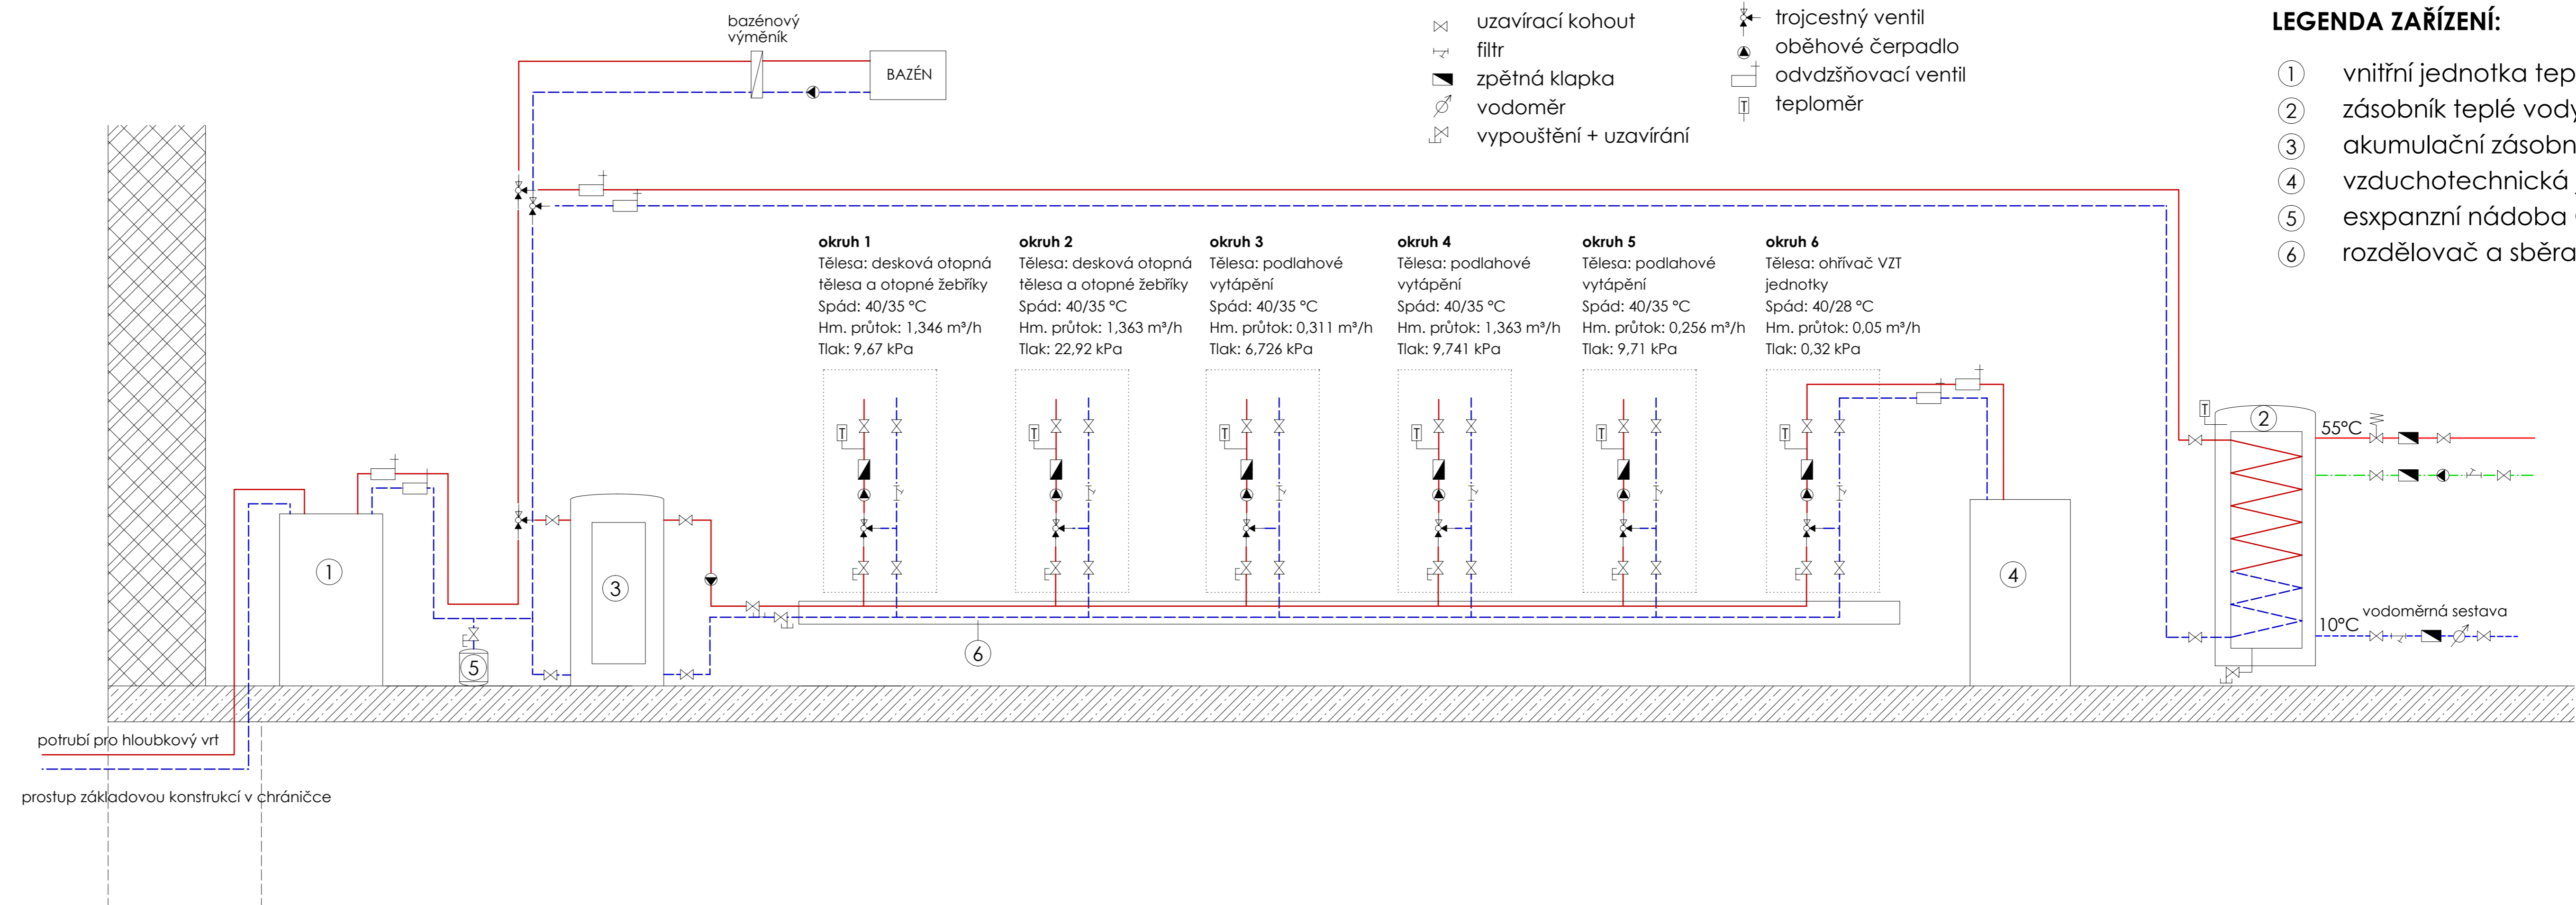 bazénový
výměník
BAZÉN
uzavírací kohout
filtr
zpětná klapka
vodoměr
vypouštění + uzavírání
trojcestný ventil
oběhové čerpadlo
odvdzšňovací ventil
T teploměr
LEGENDA ZAŘÍZENÍ:
1 vnitřní jednotka tep
2 zásobník teplé vody
3 akumulační zásobn
4 vzduchotechnická
5 esxpanzní nádoba
6 rozdělovač a sběra
okruh 1
Tělesa: desková otopná
tělesa a otopné žebříky
Spád: 40/35 °C
Hm. průtok: 1,346 m³/h
Tlak: 9,67 kPa
okruh 2
Tělesa: desková otopná
tělesa a otopné žebříky
Spád: 40/35 °C
Hm. průtok: 1,363 m³/h
Tlak: 22,92 kPa
okruh 3
Tělesa: podlahové
vytápění
Spád: 40/35 °C
Hm. průtok: 0,311 m³/h
Tlak: 6,726 kPa
okruh 4
Tělesa: podlahové
vytápění
Spád: 40/35 °C
Hm. průtok: 1,363 m³/h
Tlak: 9,741 kPa
okruh 5
Tělesa: podlahové
vytápění
Spád: 40/35 °C
Hm. průtok: 0,256 m³/h
Tlak: 9,71 kPa
okruh 6
Tělesa: ohřívač VZT
jednotky
Spád: 40/28 °C
Hm. průtok: 0,05 m³/h
Tlak: 0,32 kPa
T
T
T
T
T
T
T
2
55°C
1
3
4
5
6
vodoměrná sestava
10°C
potrubí pro hloubkový vrt
prostup základovou konstrukcí v chráničce